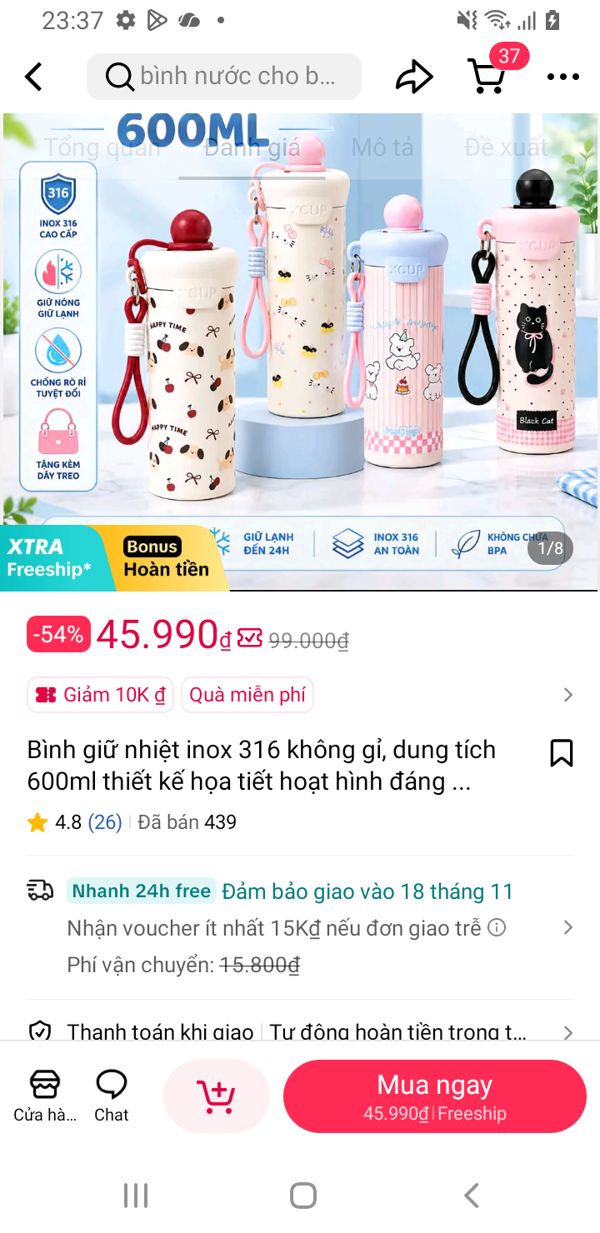 23:37
37
bình nước cho b...
600ML
Tổng quan Đánh giá Mô tả Đề xuất
316
INOX 316
CAO CẤP
GIỮ NÓNG
GIỮ LẠNH
CHỐNG RÒ RỈ
TUYỆT ĐỐI
TẶNG KÈM
DÂY TREO
XCUP
HAPPY TIME
HAPPY TIME
XCUP
XCUP
XCUP
Black Cat
GIỮ LẠNH
ĐẾN 24H
INOX 316
AN TOÀN
KHÔNG CHỨA
BPA
1/8
XTRA
Freeship*
Bonus
Hoàn tiền
-54% 45.990₫ 99.000₫
Giảm 10K ₫ Quà miễn phí
Bình giữ nhiệt inox 316 không gỉ, dung tích
600ml thiết kế họa tiết hoạt hình đáng ...
4.8 (26) Đã bán 439
Nhanh 24h free Đảm bảo giao vào 18 tháng 11
Nhận voucher ít nhất 15K₫ nếu đơn giao trễ
Phí vận chuyển: 15.800₫
Thanh toán khi giao Tự động hoàn tiền trong t...
Cửa hà... Chat
Mua ngay
45.990₫ Freeship